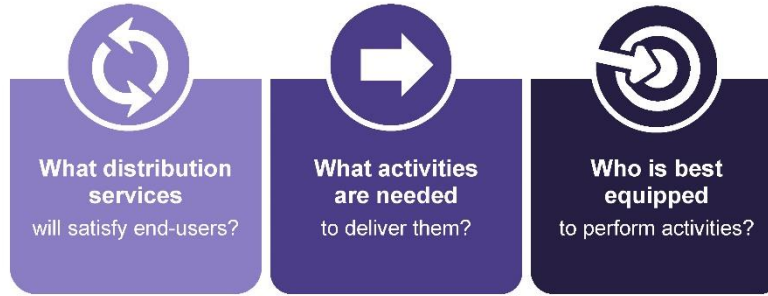 What distribution
services
will satisfy end-users?
What activities
are needed
to deliver them?
Who is best
equipped
to perform activities?